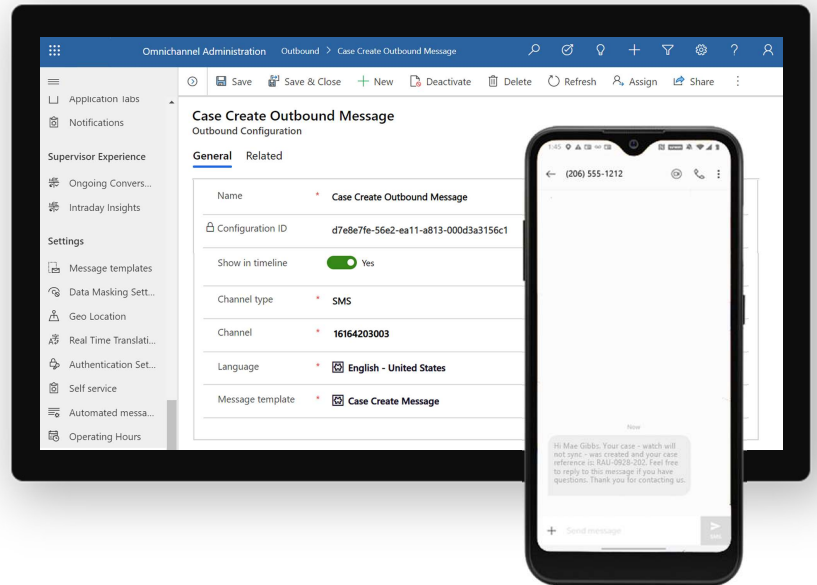 Omnichannel Administration Outbound > Case Create Outbound Message
Save Save & Close New Deactivate Delete Refresh Assign Share
Application Tabs
Notifications
Supervisor Experience
Ongoing Convers...
Intraday Insights
Settings
Message templates
Data Masking Sett...
Geo Location
Real Time Translati...
Authentication Set...
Self service
Automated messa...
Operating Hours
Case Create Outbound Message
Outbound Configuration
General Related
Name * Case Create Outbound Message
Configuration ID d7e8e7fe-56e2-ea11-a813-000d3a3156c1
Show in timeline Yes
Channel type * SMS
Channel * 16164203003
Language * English - United States
Message template * Case Create Message
1:45
(206) 555-1212
Now
Hi Mae Gibbs. Your case - watch will
not sync - was created and your case
reference is: RAU-0928-202. Feel free
to reply to this message if you have
questions. Thank you for contacting us.
Send message